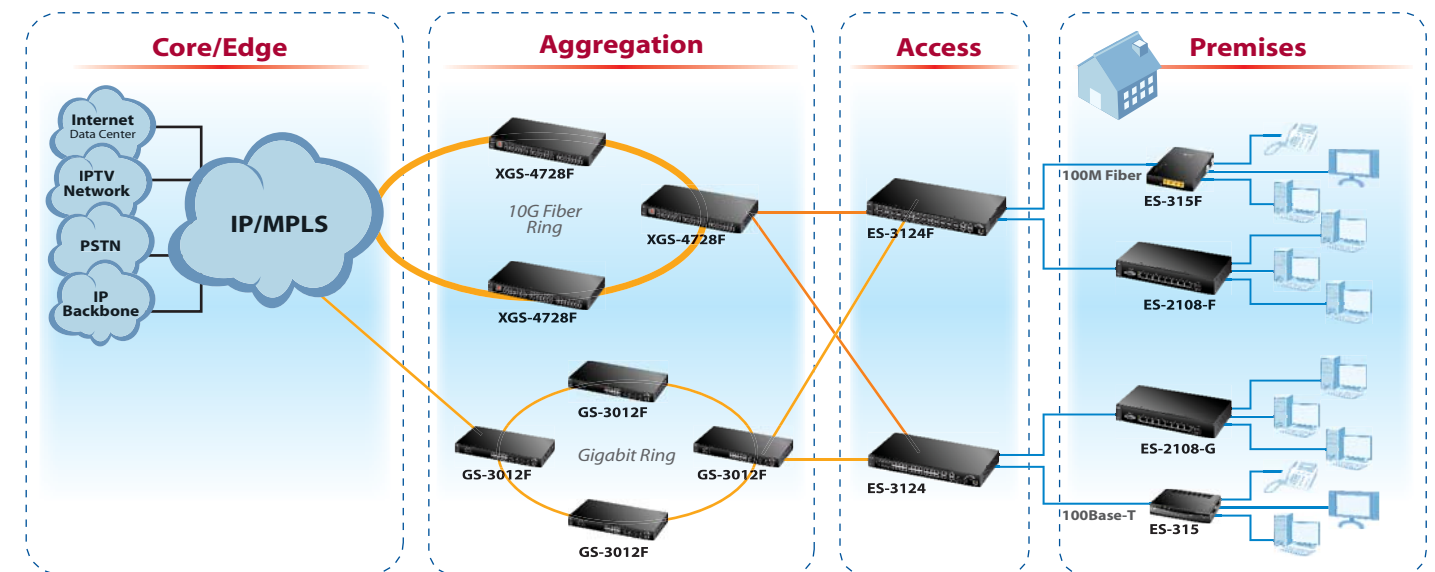 Core/Edge
Aggregation
Access
Premises
Internet
Data Center
IPTV
Network
PSTN
IP
Backbone
IP/MPLS
XGS-4728F
10G Fiber
Ring
XGS-4728F
XGS-4728F
GS-3012F
GS-3012F
Gigabit Ring
GS-3012F
GS-3012F
ES-3124F
ES-3124
100M Fiber
ES-315F
ES-2108-F
ES-2108-G
100Base-T
ES-315